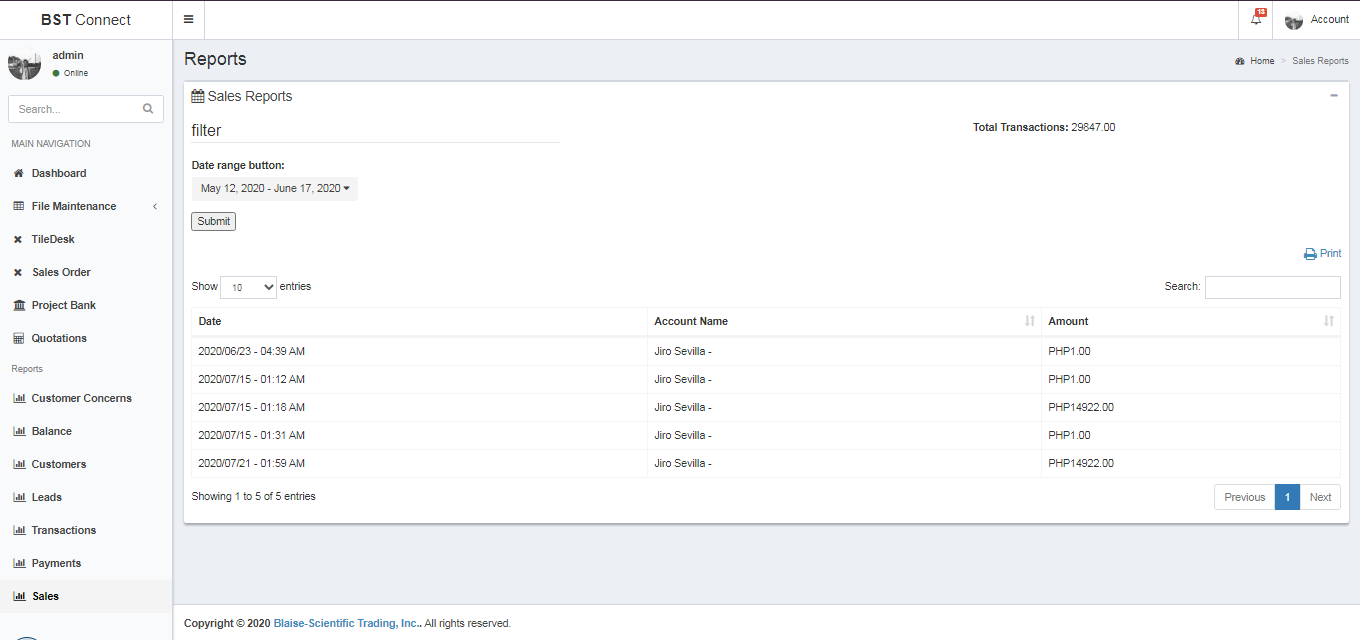 BST Connect
18
Account
admin
Online
Search...
MAIN NAVIGATION
Dashboard
File Maintenance
TileDesk
Sales Order
Project Bank
Quotations
Reports
Customer Concerns
Balance
Customers
Leads
Transactions
Payments
Sales
Reports
Home > Sales Reports
Sales Reports
filter
Total Transactions: 29847.00
Date range button:
May 12, 2020 - June 17, 2020
Submit
Print
Show 10 entries
Search:
Date Account Name Amount
2020/06/23 - 04:39 AM Jiro Sevilla - PHP1.00
2020/07/15 - 01:12 AM Jiro Sevilla - PHP1.00
2020/07/15 - 01:18 AM Jiro Sevilla - PHP14922.00
2020/07/15 - 01:31 AM Jiro Sevilla - PHP1.00
2020/07/21 - 01:59 AM Jiro Sevilla - PHP14922.00
Showing 1 to 5 of 5 entries
Previous 1 Next
Copyright © 2020 Blaise-Scientific Trading, Inc.. All rights reserved.